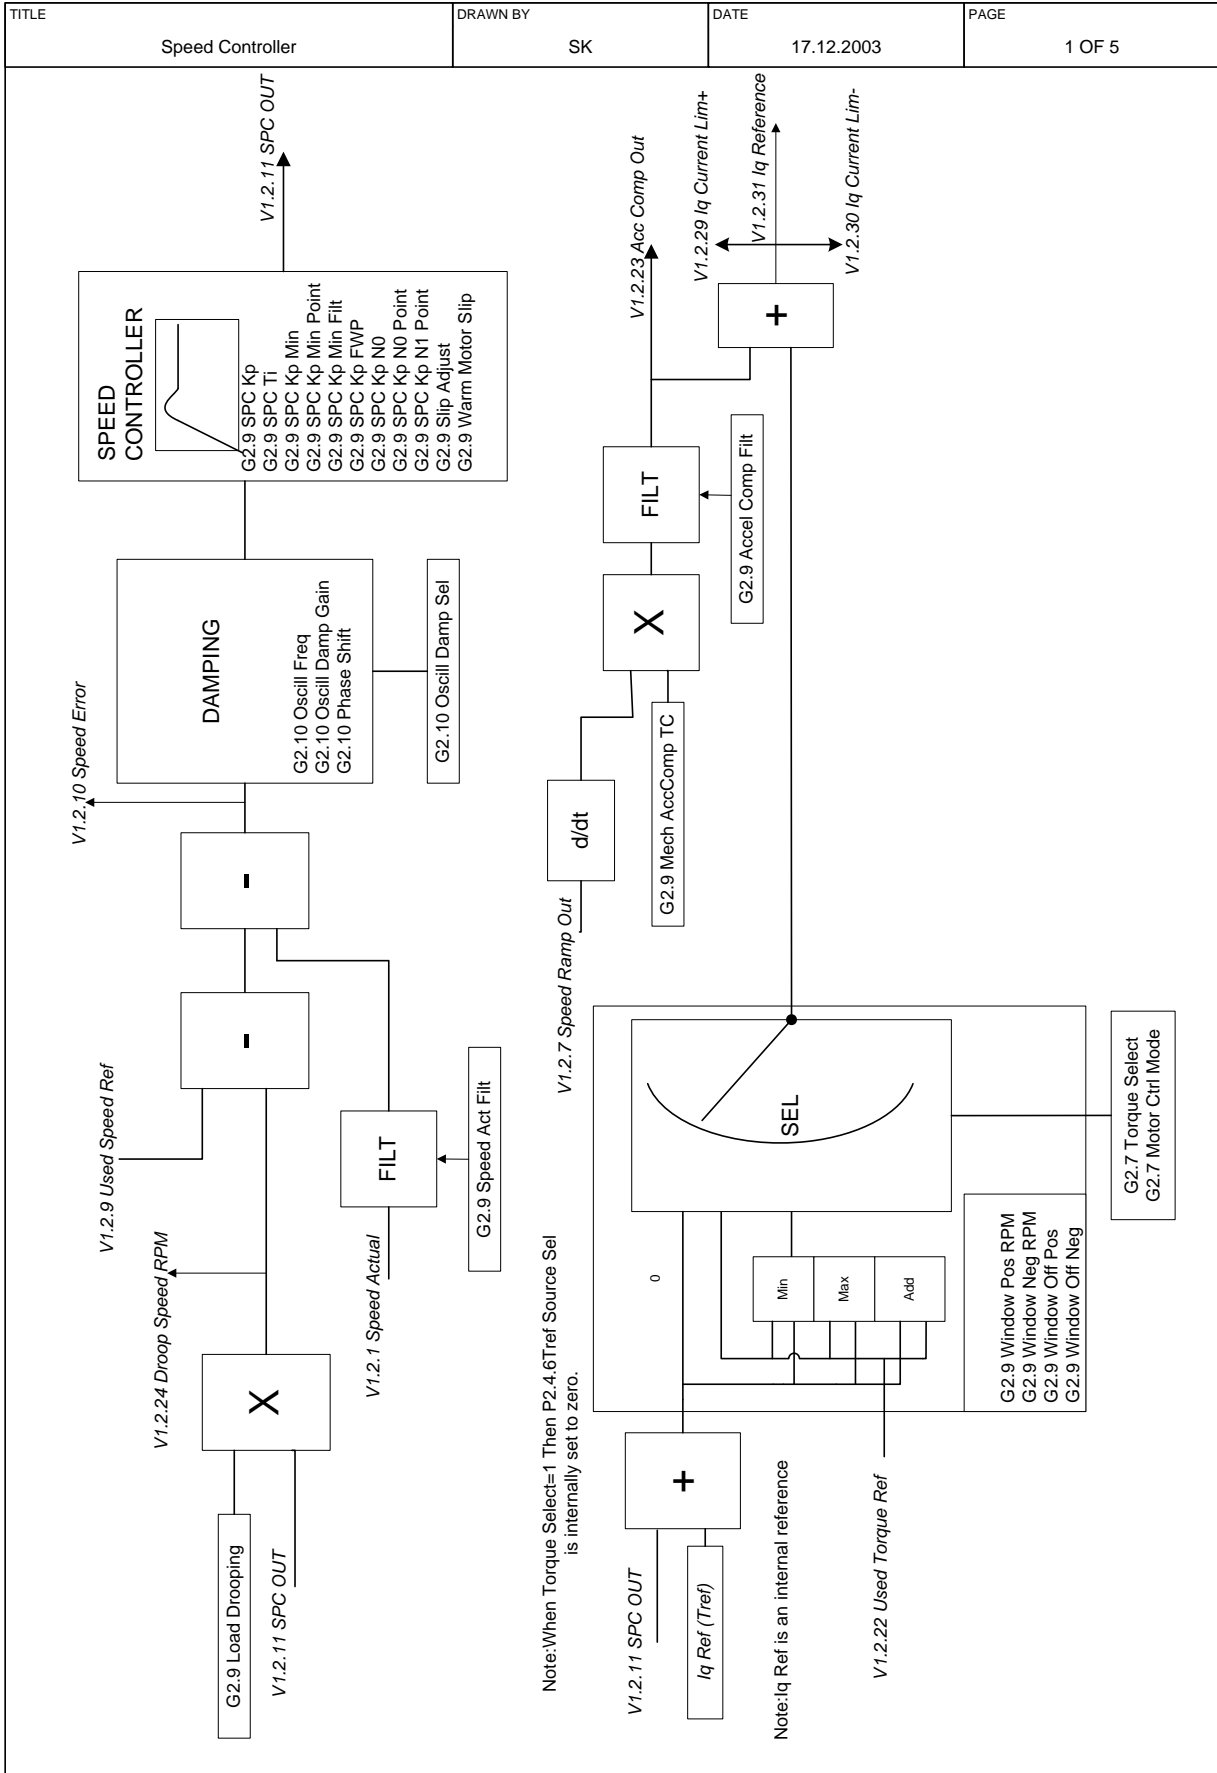 TITLE
Speed Controller
DRAWN BY
SK
DATE
17.12.2003
PAGE
1 OF 5
G2.9 Load Drooping
V1.2.11 SPC OUT
X
V1.2.24 Droop Speed RPM
V1.2.9 Used Speed Ref
V1.2.1 Speed Actual
FILT
G2.9 Speed Act Filt
-
-
V1.2.10 Speed Error
DAMPING
G2.10 Oscill Freq
G2.10 Oscill Damp Gain
G2.10 Phase Shift
G2.10 Oscill Damp Sel
SPEED
CONTROLLER
G2.9 SPC Kp
G2.9 SPC Ti
G2.9 SPC Kp Min
G2.9 SPC Kp Min Point
G2.9 SPC Kp Min Filt
G2.9 SPC Kp FWP
G2.9 SPC Kp N0
G2.9 SPC Kp N0 Point
G2.9 SPC Kp N1 Point
G2.9 Slip Adjust
G2.9 Warm Motor Slip
V1.2.11 SPC OUT
Note:When Torque Select=1 Then P2.4.6Tref Source Sel
is internally set to zero.
V1.2.11 SPC OUT
Iq Ref (Tref)
+
Note:Iq Ref is an internal reference
V1.2.22 Used Torque Ref
0
Min
Max
Add
SEL
G2.9 Window Pos RPM
G2.9 Window Neg RPM
G2.9 Window Off Pos
G2.9 Window Off Neg
G2.7 Torque Select
G2.7 Motor Ctrl Mode
V1.2.7 Speed Ramp Out
d/dt
G2.9 Mech AccComp TC
X
FILT
G2.9 Accel Comp Filt
V1.2.23 Acc Comp Out
+
V1.2.29 Iq Current Lim+
V1.2.31 Iq Reference
V1.2.30 Iq Current Lim-